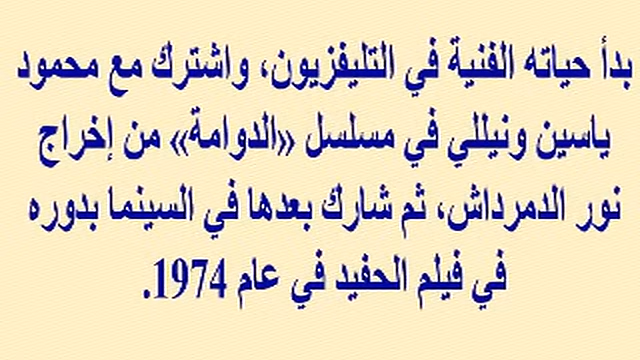 بدأ حياته الفنية في التليفزيون، واشترك مع محمود
ياسين ونيللي في مسلسل «الدوامة» من إخراج
نور الدمرداش، ثم شارك بعدها في السينما بدوره
في فيلم الحفيد في عام 1974.